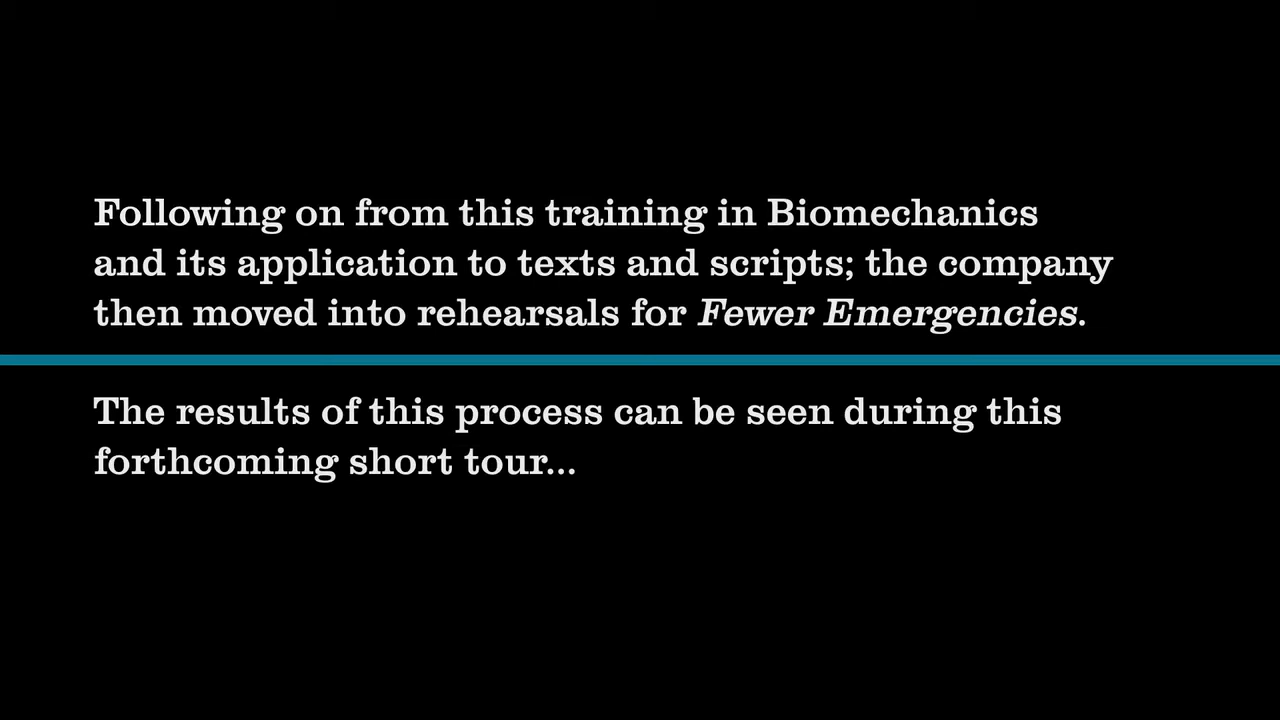 Following on from this training in Biomechanics
and its application to texts and scripts; the company
then moved into rehearsals for Fewer Emergencies.
The results of this process can be seen during this
forthcoming short tour...